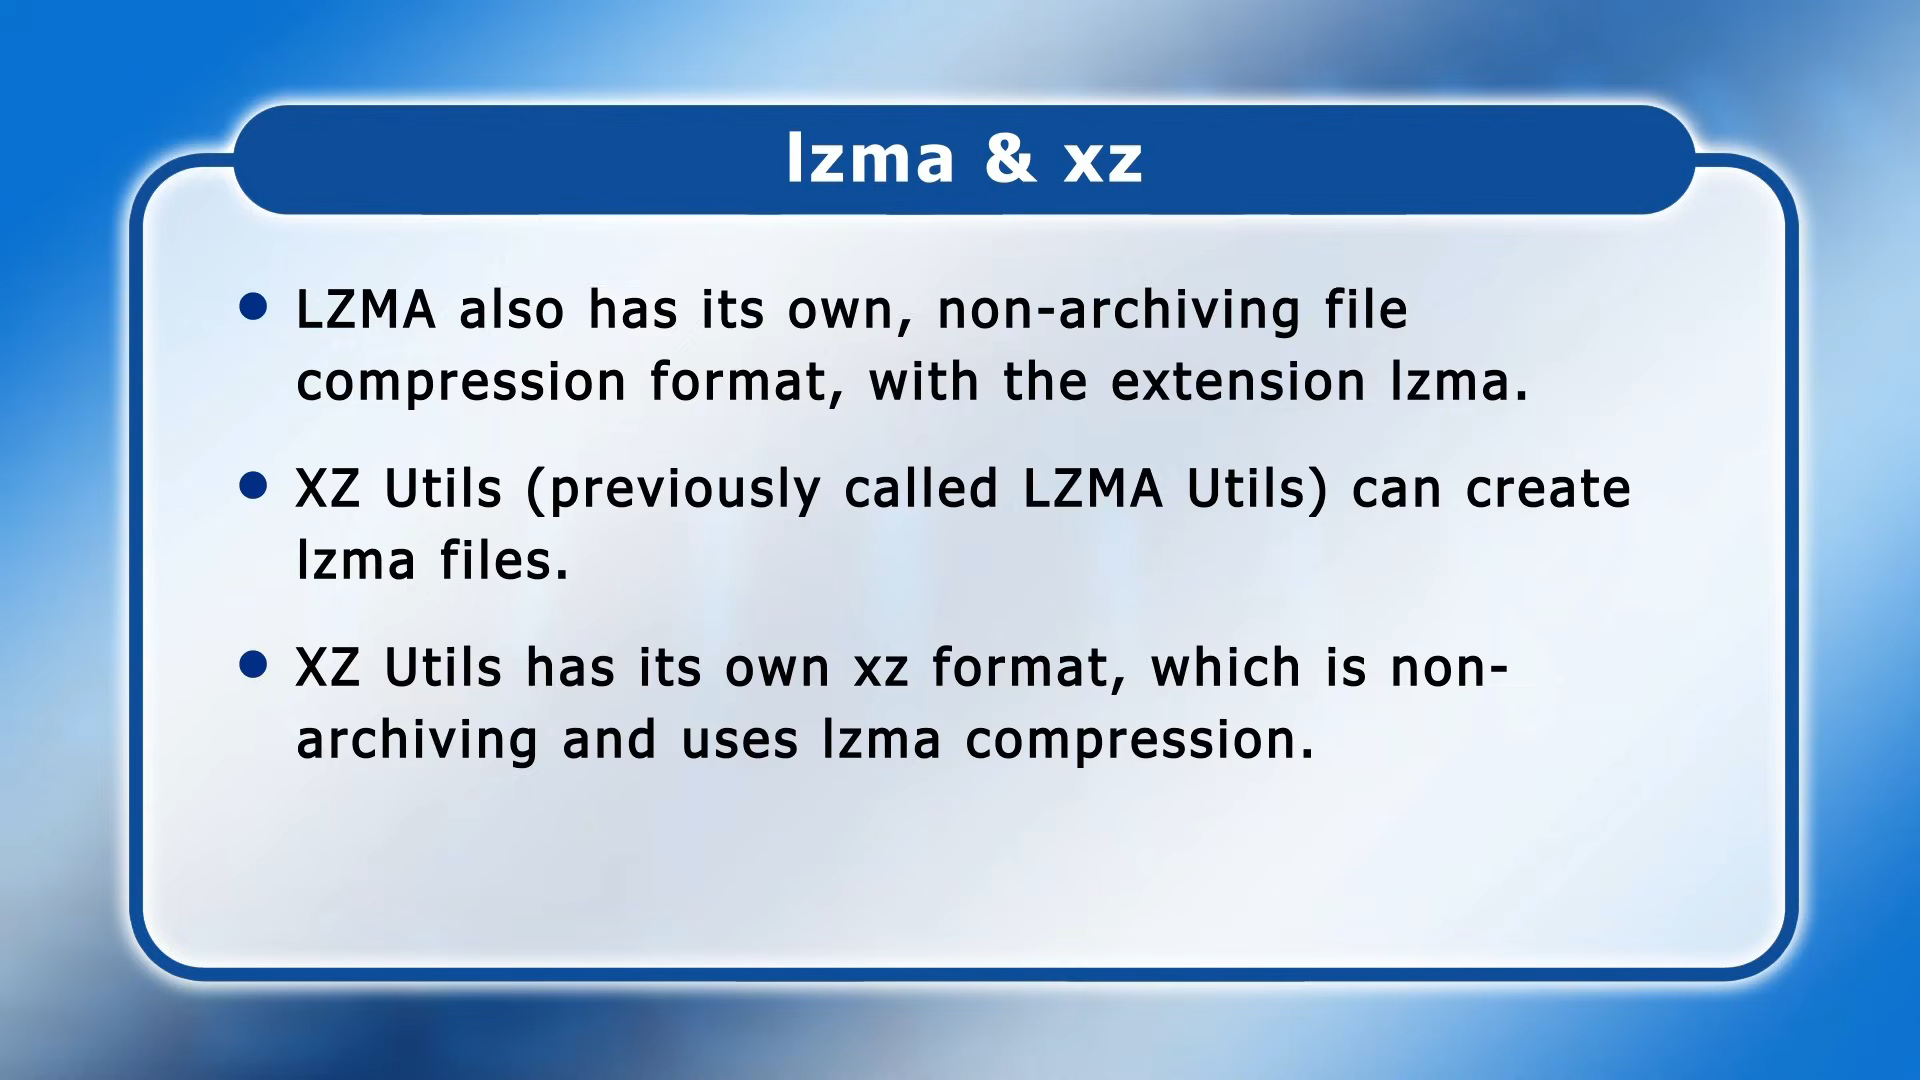 lzma & xz
LZMA also has its own, non-archiving file
compression format, with the extension lzma.
XZ Utils (previously called LZMA Utils) can create
lzma files.
XZ Utils has its own xz format, which is non-
archiving and uses lzma compression.